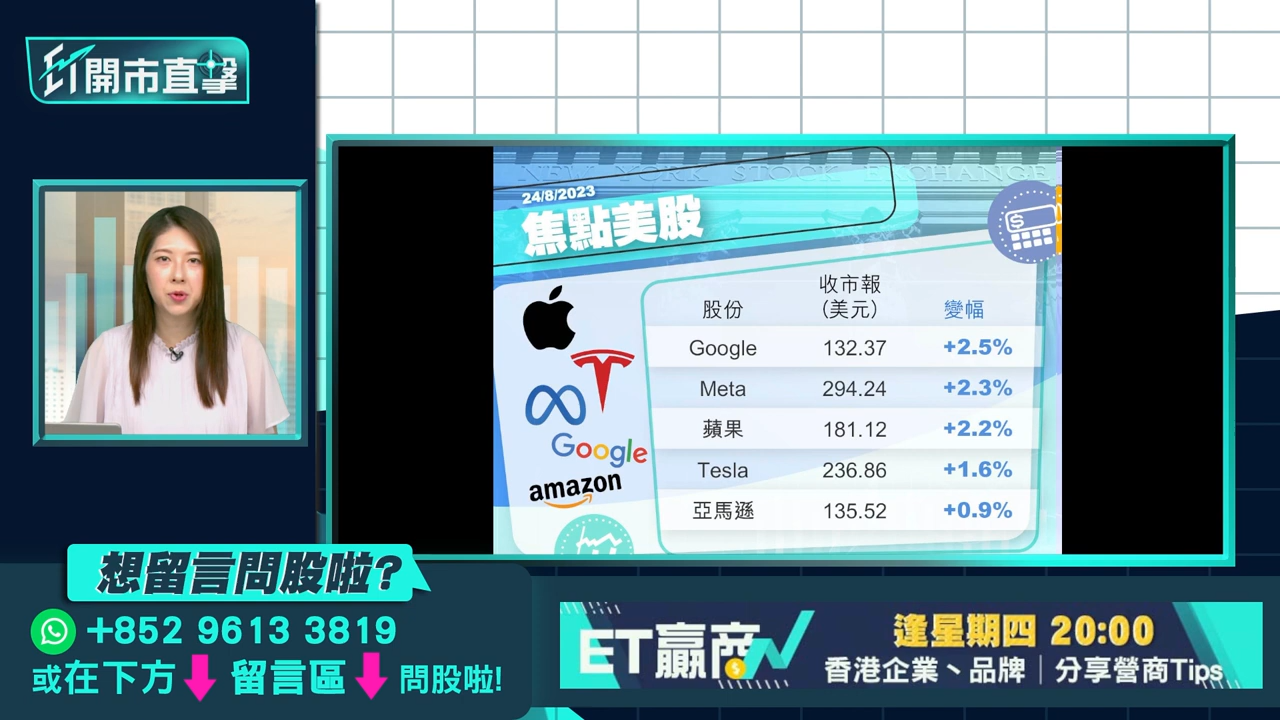 ET開市直擊
NEW YORK STOCK EXCHANGE
24/8/2023
焦點美股
股份 收市報（美元） 變幅
Google 132.37 +2.5%
Meta 294.24 +2.3%
蘋果 181.12 +2.2%
Tesla 236.86 +1.6%
亞馬遜 135.52 +0.9%
Google
amazon
想留言問股啦?
+852 9613 3819
或在下方 留言區 問股啦!
ET贏商
逢星期四 20:00
香港企業、品牌｜分享營商Tips